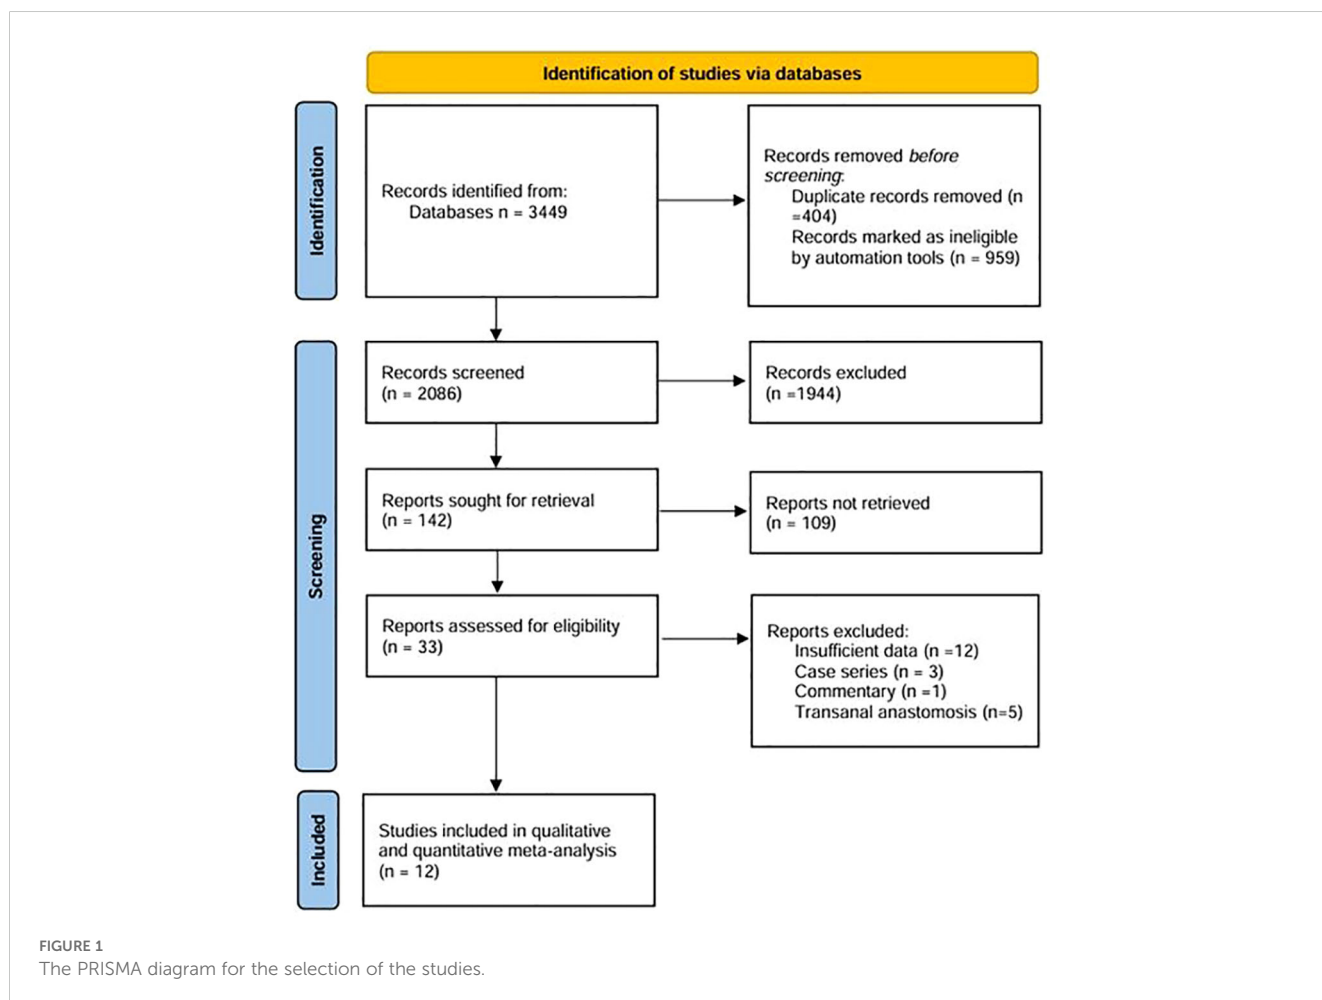 Identification of studies via databases
Identification
Records identified from:
Databases n = 3449
Records removed before
screening:
Duplicate records removed (n
=404)
Records marked as ineligible
by automation tools (n = 959)
Screening
Records screened
(n = 2086)
Records excluded
(n =1944)
Reports sought for retrieval
(n = 142)
Reports not retrieved
(n = 109)
Reports assessed for eligibility
(n = 33)
Reports excluded:
Insufficient data (n =12)
Case series (n = 3)
Commentary (n =1)
Transanal anastomosis (n=5)
Included
Studies included in qualitative
and quantitative meta-analysis
(n = 12)
FIGURE 1
The PRISMA diagram for the selection of the studies.